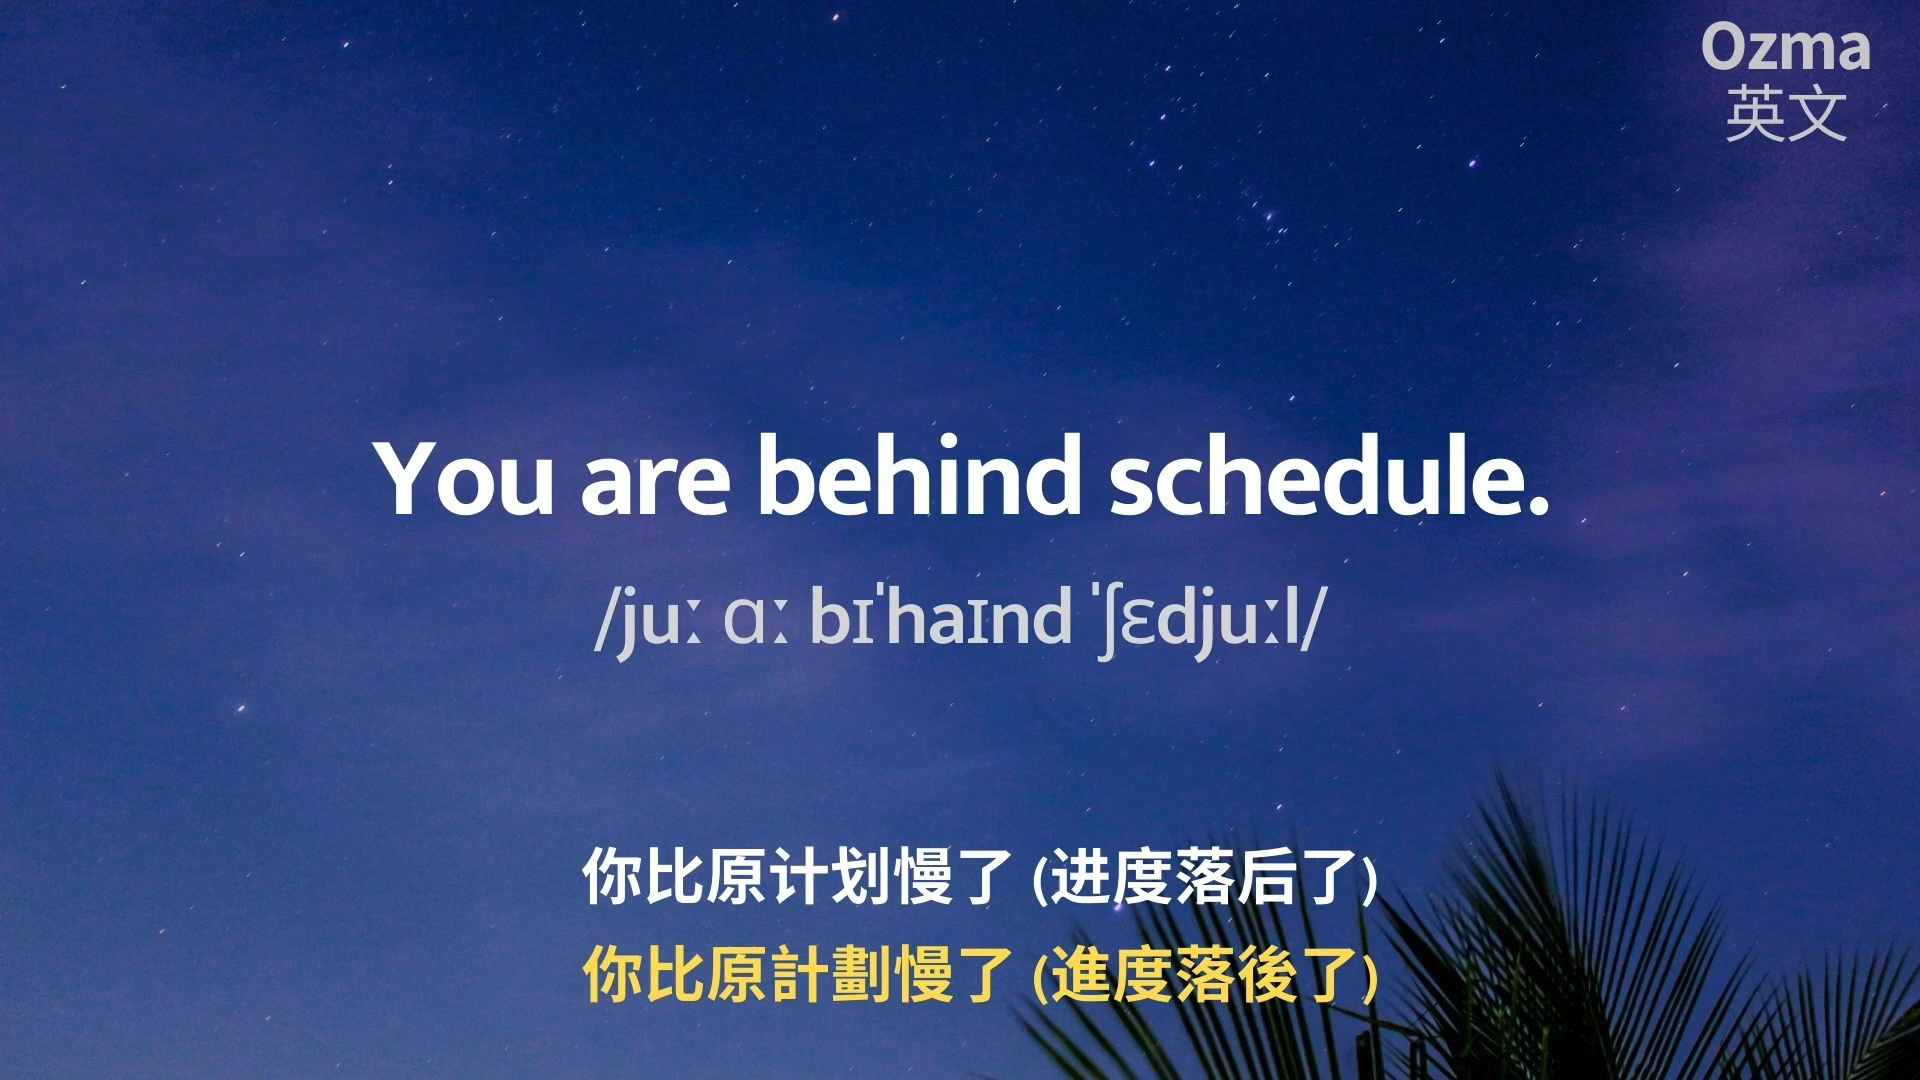 Ozma
英文
You are behind schedule.
/juː ɑː bɪˈhaɪnd ˈʃɛdjuːl/
你比原计划慢了 (进度落后了)
你比原計劃慢了 (進度落後了)